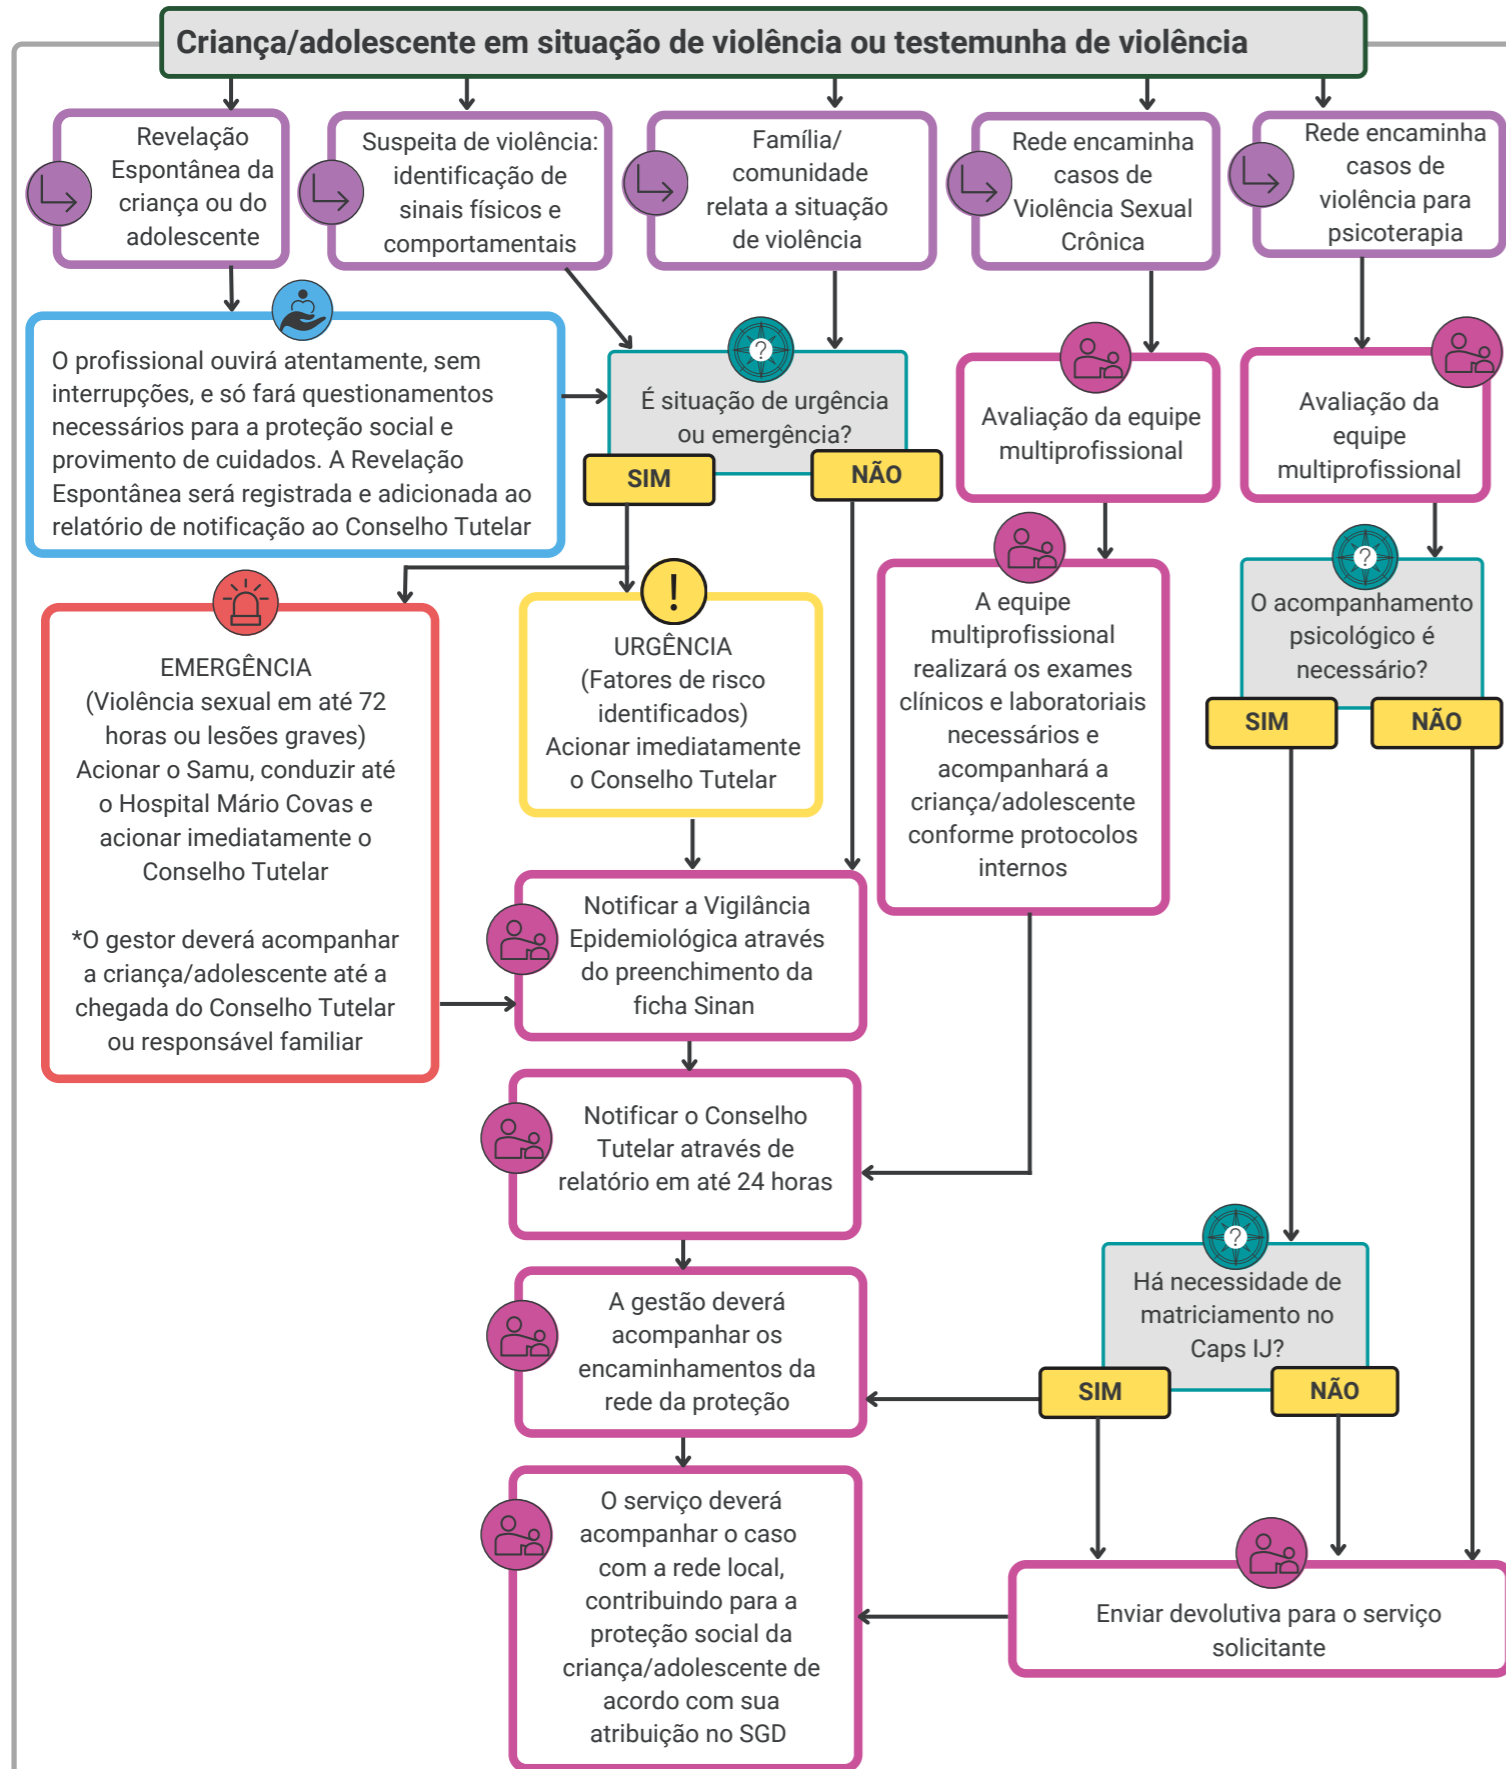 Criança/adolescente em situação de violência ou testemunha de violência
Revelação
Espontânea da
criança ou do
adolescente
Suspeita de violência:
identificação de
sinais físicos e
comportamentais
Família/
comunidade
relata a situação
de violência
Rede encaminha
casos de
Violência Sexual
Crônica
Rede encaminha
casos de
violência para
psicoterapia
O profissional ouvirá atentamente, sem
interrupções, e só fará questionamentos
necessários para a proteção social e
provimento de cuidados. A Revelação
Espontânea será registrada e adicionada ao
relatório de notificação ao Conselho Tutelar
?
É situação de urgência
ou emergência?
SIM
NÃO
Avaliação da equipe
multiprofissional
Avaliação da
equipe
multiprofissional
EMERGÊNCIA
(Violência sexual em até 72
horas ou lesões graves)
Acionar o Samu, conduzir até
o Hospital Mário Covas e
acionar imediatamente o
Conselho Tutelar
*O gestor deverá acompanhar
a criança/adolescente até a
chegada do Conselho Tutelar
ou responsável familiar
!
URGÊNCIA
(Fatores de risco
identificados)
Acionar imediatamente
o Conselho Tutelar
A equipe
multiprofissional
realizará os exames
clínicos e laboratoriais
necessários e
acompanhará a
criança/adolescente
conforme protocolos
internos
?
O acompanhamento
psicológico é
necessário?
SIM
NÃO
Notificar a Vigilância
Epidemiológica através
do preenchimento da
ficha Sinan
Notificar o Conselho
Tutelar através de
relatório em até 24 horas
?
Há necessidade de
matriciamento no
Caps IJ?
SIM
NÃO
A gestão deverá
acompanhar os
encaminhamentos da
rede da proteção
O serviço deverá
acompanhar o caso
com a rede local,
contribuindo para a
proteção social da
criança/adolescente de
acordo com sua
atribuição no SGD
Enviar devolutiva para o serviço
solicitante